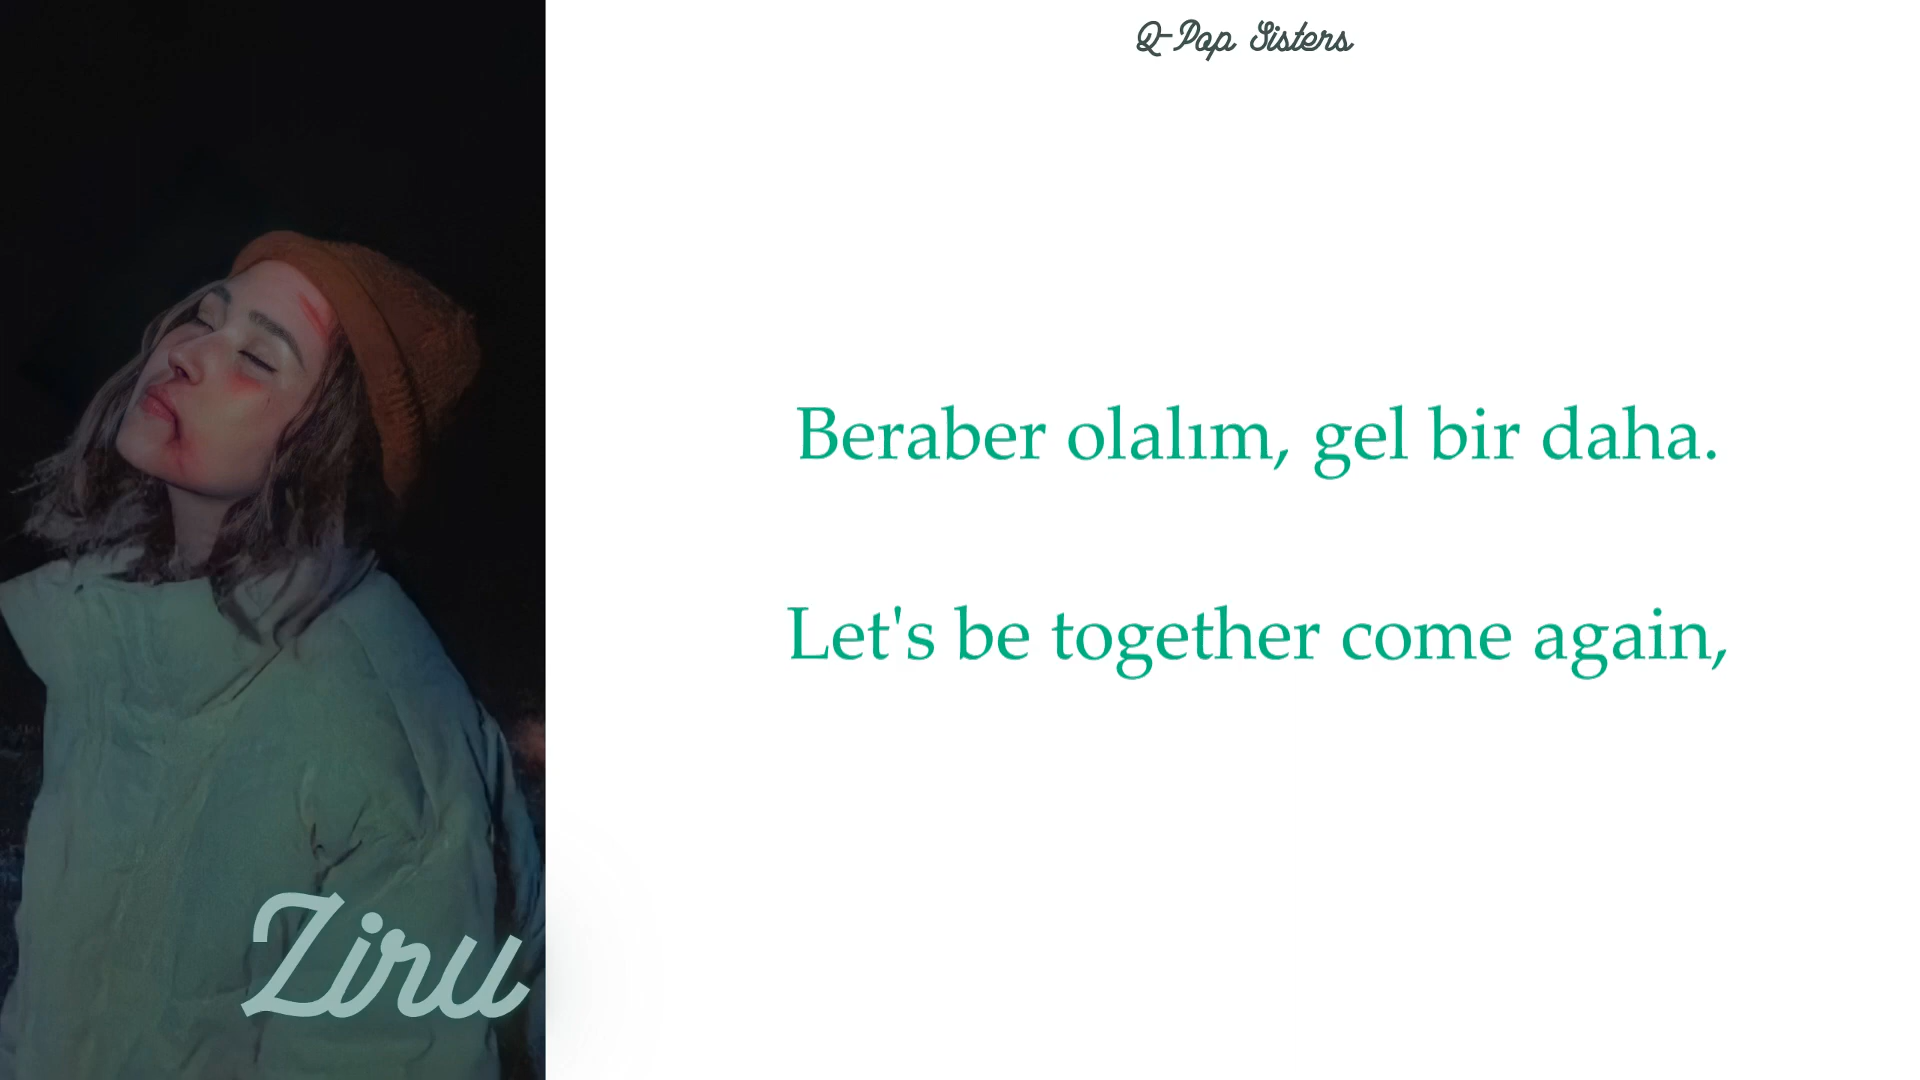 Q-Pop Sisters
Beraber olalım, gel bir daha.
Let's be together come again,
Ziru